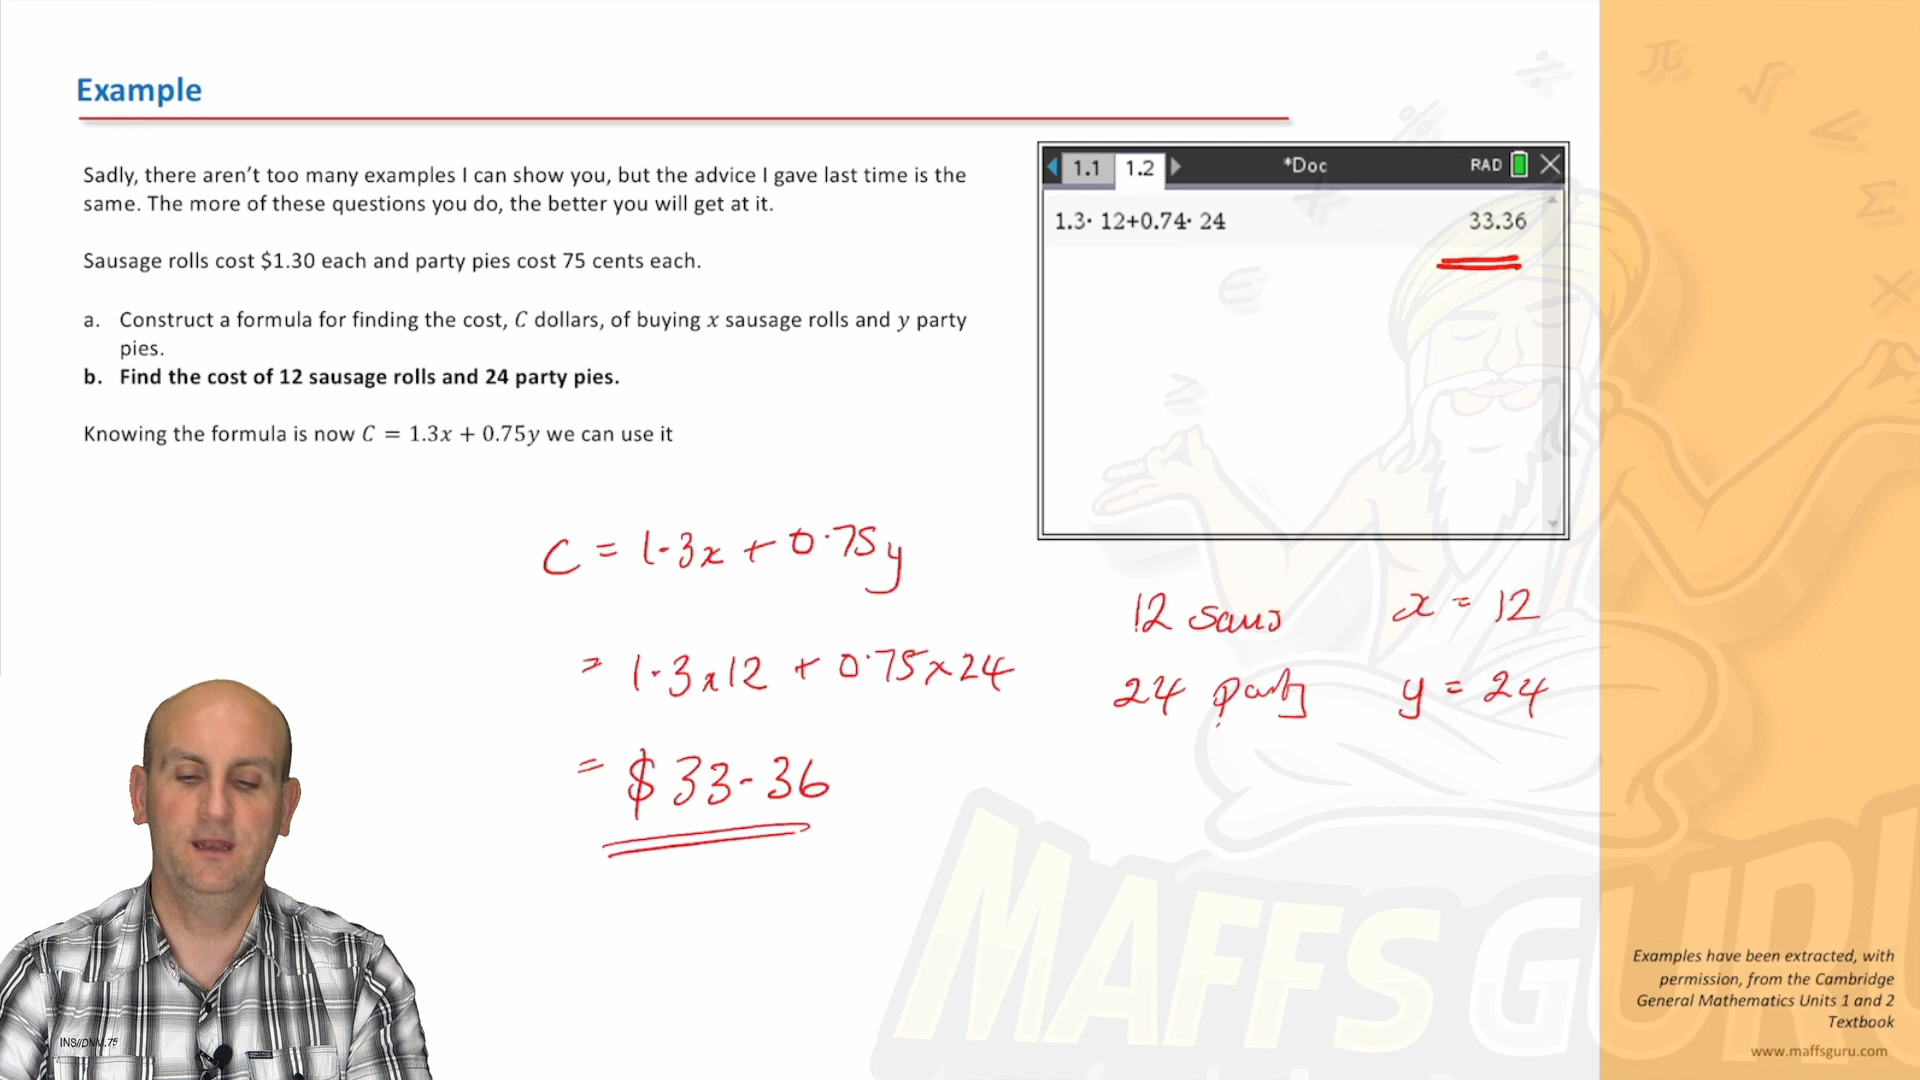 Example
Sadly, there aren't too many examples I can show you, but the advice I gave last time is the
same. The more of these questions you do, the better you will get at it.
Sausage rolls cost $1.30 each and party pies cost 75 cents each.
a. Construct a formula for finding the cost, C dollars, of buying x sausage rolls and y party
pies.
b. Find the cost of 12 sausage rolls and 24 party pies.
Knowing the formula is now C = 1.3x + 0.75y we can use it
1.1 1.2 *Doc RAD
1.3· 12+0.74· 24 33.36
C = 1.3x + 0.75y
= 1.3x12 + 0.75x24
= $33.36
12 saus x = 12
24 party y = 24
MAFFS GURU
INS//DNM.75
Examples have been extracted, with
permission, from the Cambridge
General Mathematics Units 1 and 2
Textbook
www.maffsguru.com